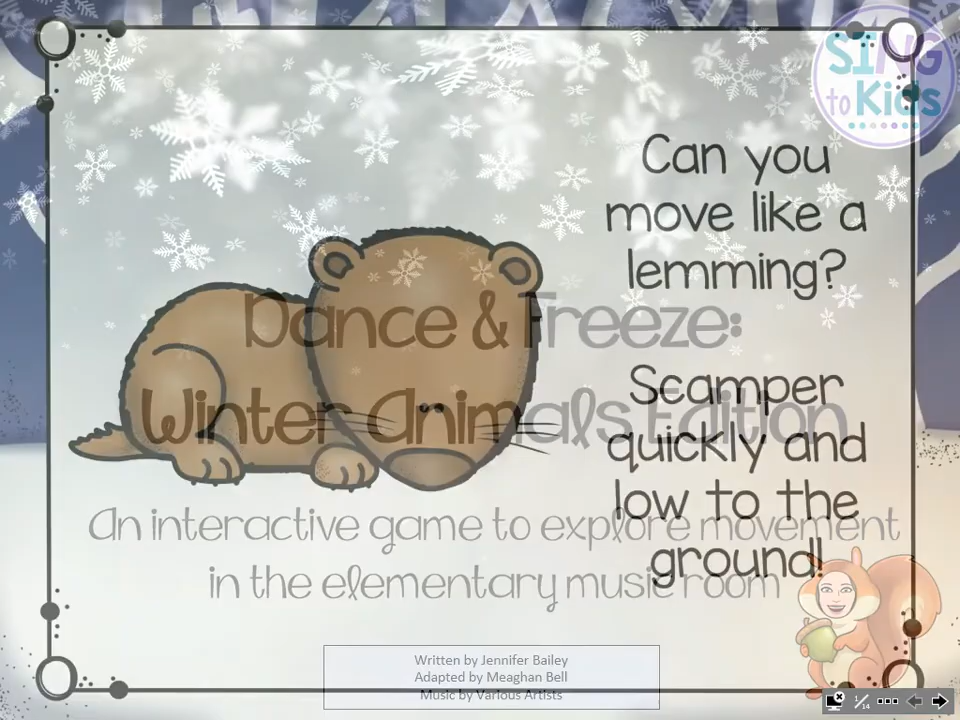 SING
to Kids
Can you
move like a
lemming?
Dance & Freeze:
Winter Animals Edition
Scamper
quickly and
low to the
ground!
An interactive game to explore movement
in the elementary music room
Written by Jennifer Bailey
Adapted by Meaghan Bell
Music by Various Artists
1/14